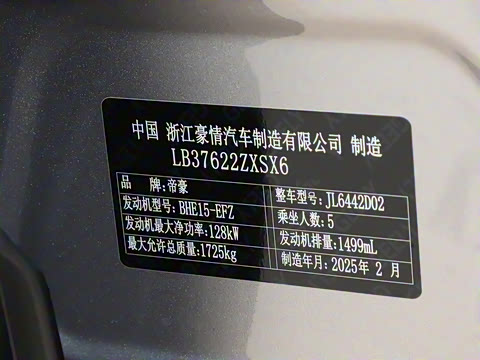 中国 浙江豪情汽车制造有限公司 制造
LB37622ZXSX6
品 牌:帝豪 整车型号:JL6442D02
发动机型号:BHE15-EFZ 乘坐人数:5
发动机最大净功率:128kW 发动机排量:1499mL
最大允许总质量:1725kg 制造年月:2025年 2 月